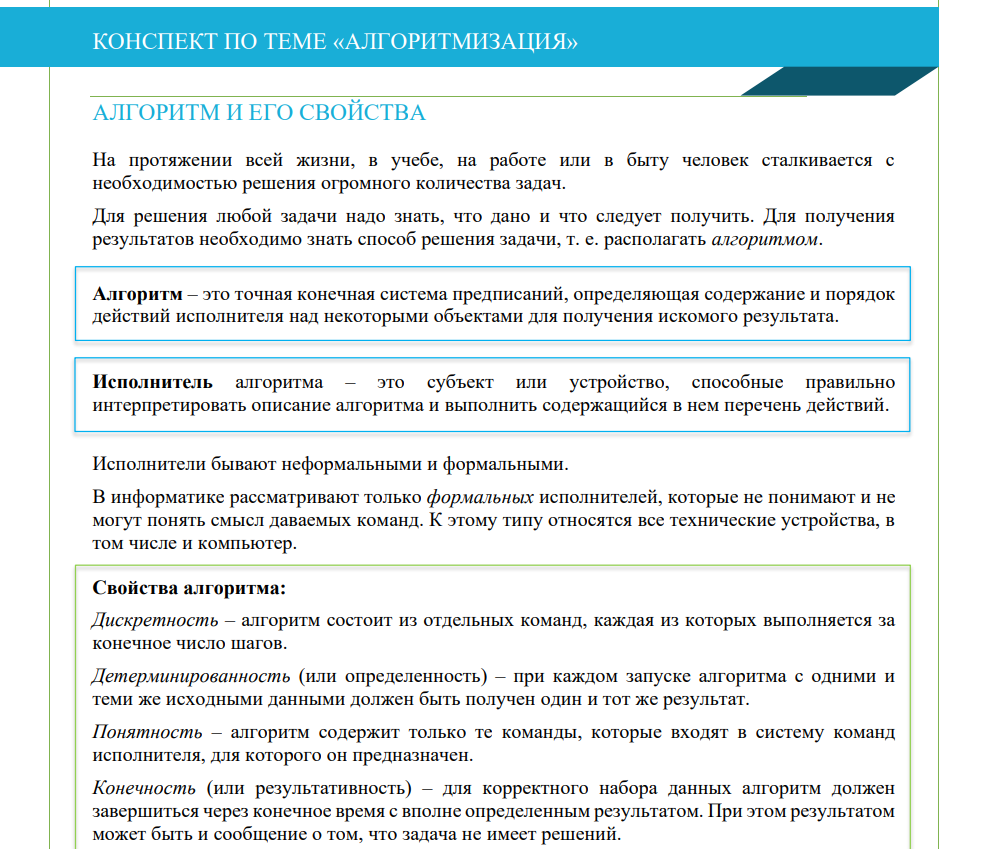 КОНСПЕКТ ПО ТЕМЕ «АЛГОРИТМИЗАЦИЯ»
АЛГОРИТМ И ЕГО СВОЙСТВА
На протяжении всей жизни, в учебе, на работе или в быту человек сталкивается с
необходимостью решения огромного количества задач.
Для решения любой задачи надо знать, что дано и что следует получить. Для получения
результатов необходимо знать способ решения задачи, т. е. располагать алгоритмом.
Алгоритм – это точная конечная система предписаний, определяющая содержание и порядок
действий исполнителя над некоторыми объектами для получения искомого результата.
Исполнитель алгоритма – это субъект или устройство, способные правильно
интерпретировать описание алгоритма и выполнить содержащийся в нем перечень действий.
Исполнители бывают неформальными и формальными.
В информатике рассматривают только формальных исполнителей, которые не понимают и не
могут понять смысл даваемых команд. К этому типу относятся все технические устройства, в
том числе и компьютер.
Свойства алгоритма:
Дискретность – алгоритм состоит из отдельных команд, каждая из которых выполняется за
конечное число шагов.
Детерминированность (или определенность) – при каждом запуске алгоритма с одними и
теми же исходными данными должен быть получен один и тот же результат.
Понятность – алгоритм содержит только те команды, которые входят в систему команд
исполнителя, для которого он предназначен.
Конечность (или результативность) – для корректного набора данных алгоритм должен
завершиться через конечное время с вполне определенным результатом. При этом результатом
может быть и сообщение о том, что задача не имеет решений.